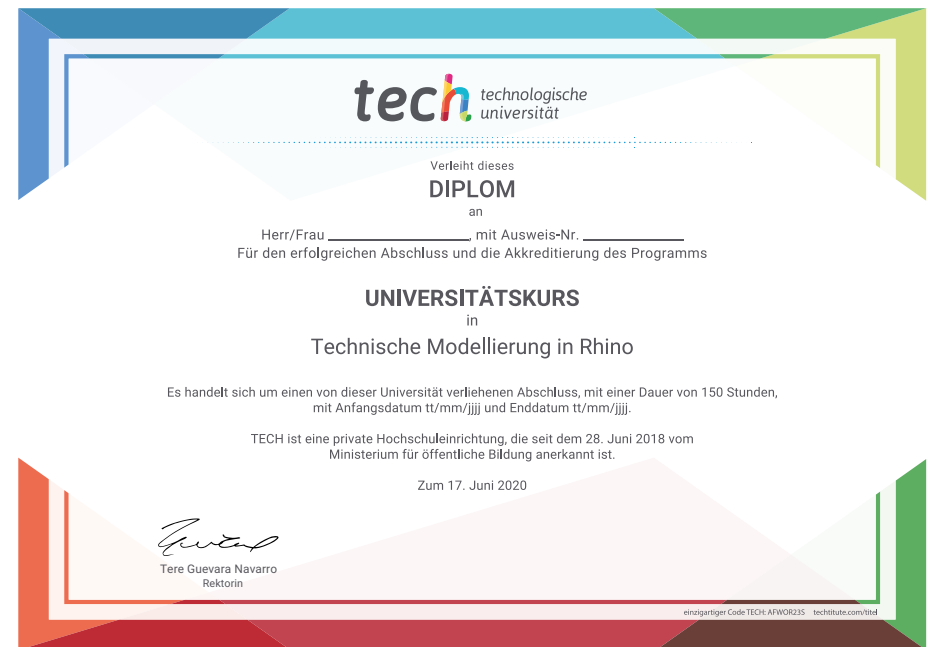 tech technologische
universität
Verleiht dieses
DIPLOM
an
Herr/Frau ____________________, mit Ausweis-Nr. ______________
Für den erfolgreichen Abschluss und die Akkreditierung des Programms
UNIVERSITÄTSKURS
in
Technische Modellierung in Rhino
Es handelt sich um einen von dieser Universität verliehenen Abschluss, mit einer Dauer von 150 Stunden,
mit Anfangsdatum tt/mm/jjjj und Enddatum tt/mm/jjjj.
TECH ist eine private Hochschuleinrichtung, die seit dem 28. Juni 2018 vom
Ministerium für öffentliche Bildung anerkannt ist.
Zum 17. Juni 2020
Tere Guevara Navarro
Rektorin
einzigartiger Code TECH: AFWOR23S techtitute.com/titel